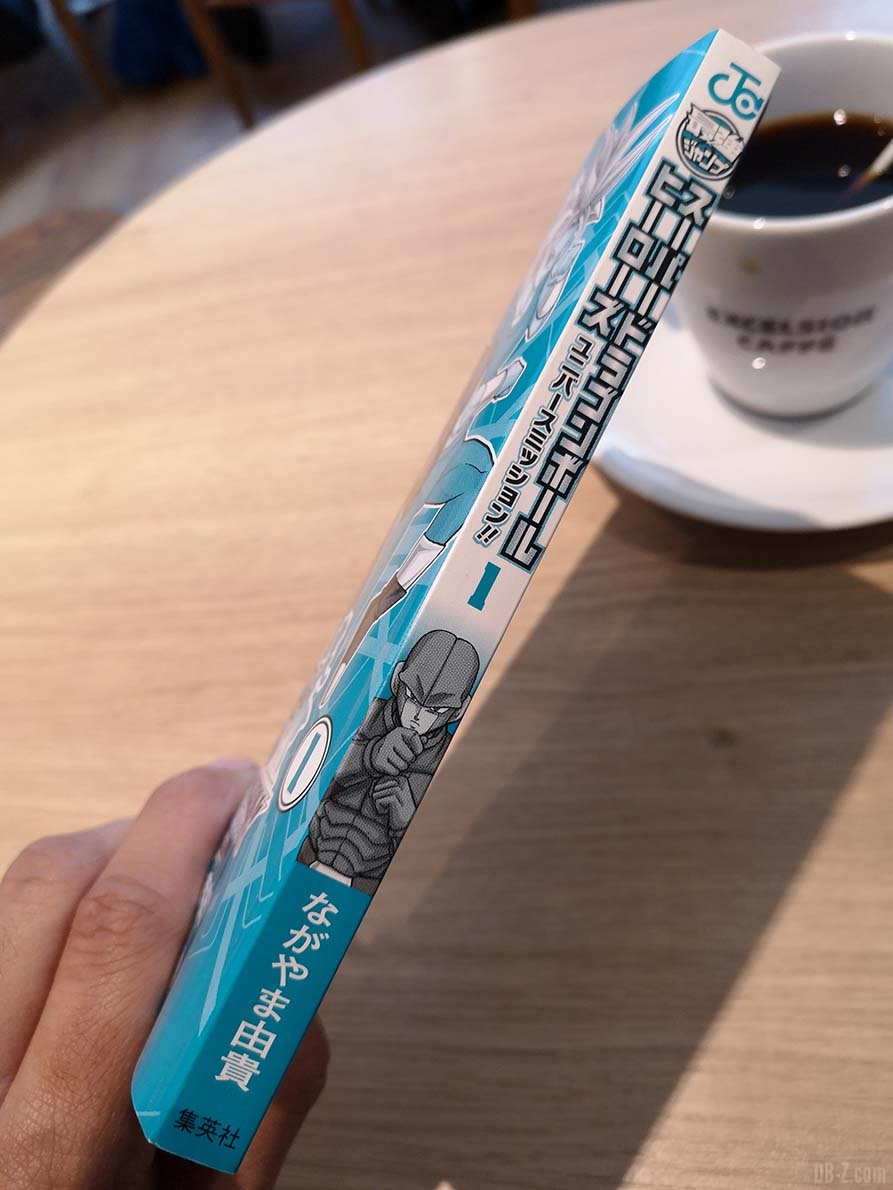 最強
ジャンプ
スーパードラゴンボール
ヒーローズ
ユニバースミッション!!
1
1
ながやま由貴
集英社
EXCELSIOR
CAFFÉ
DB-Z.com